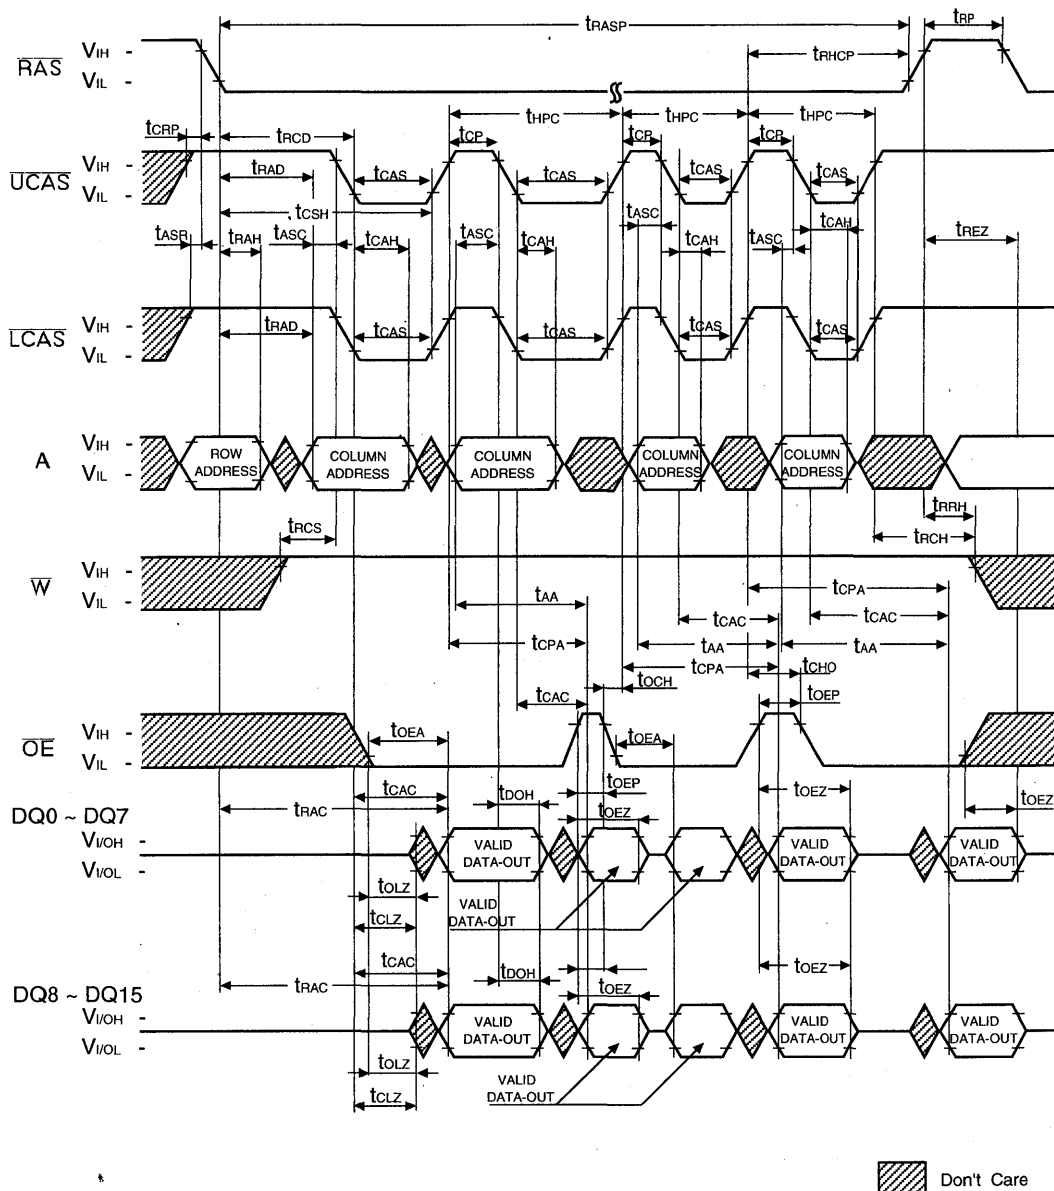 tRASP
tRP
RAS
VIH -
VIL -
tRHCP
tCRP
tRCD
tHPC
tHPC
tHPC
tCP
tCP
tCP
UCAS
VIH -
VIL -
tRAD
tCAS
tCAS
tCAS
tCAS
tCSH
tASC
tASR
tRAH
tASC
tCAH
tASC
tCAH
tCAH
tASC
tCAH
tREZ
LCAS
VIH -
VIL -
tRAD
tCAS
tCAS
tCAS
tCAS
A
VIH -
VIL -
ROW
ADDRESS
COLUMN
ADDRESS
COLUMN
ADDRESS
COLUMN
ADDRESS
COLUMN
ADDRESS
tRRH
tRCS
tRCH
W
VIH -
VIL -
tCPA
tAA
tCAC
tCAC
tCPA
tAA
tAA
tCPA
tCHO
tOCH
tCAC
tOEP
OE
VIH -
VIL -
tOEA
tOEA
tOEP
tCAC
tDOH
tOEZ
tRAC
tOEZ
tOEZ
DQ0 ~ DQ7
VI/OH -
VI/OL -
VALID
DATA-OUT
VALID
DATA-OUT
VALID
DATA-OUT
tOLZ
VALID
DATA-OUT
tCLZ
tCAC
tDOH
tOEZ
tRAC
tOEZ
DQ8 ~ DQ15
VI/OH -
VI/OL -
VALID
DATA-OUT
VALID
DATA-OUT
VALID
DATA-OUT
tOLZ
VALID
DATA-OUT
tCLZ
Don't Care